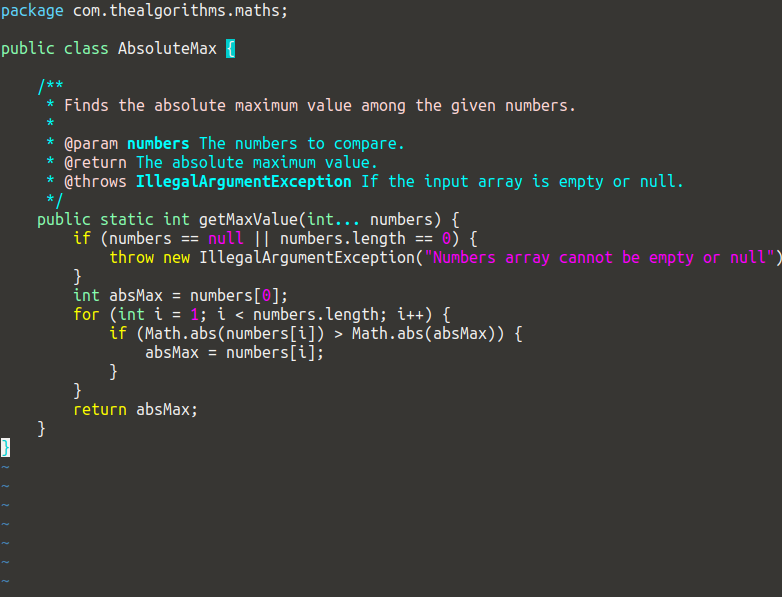 package com.thealgorithms.maths;

public class AbsoluteMax {

    /**
     * Finds the absolute maximum value among the given numbers.
     *
     * @param numbers The numbers to compare.
     * @return The absolute maximum value.
     * @throws IllegalArgumentException If the input array is empty or null.
     */
    public static int getMaxValue(int... numbers) {
        if (numbers == null || numbers.length == 0) {
            throw new IllegalArgumentException("Numbers array cannot be empty or null")
        }
        int absMax = numbers[0];
        for (int i = 1; i < numbers.length; i++) {
            if (Math.abs(numbers[i]) > Math.abs(absMax)) {
                absMax = numbers[i];
            }
        }
        return absMax;
    }
}
~
~
~
~
~
~
~